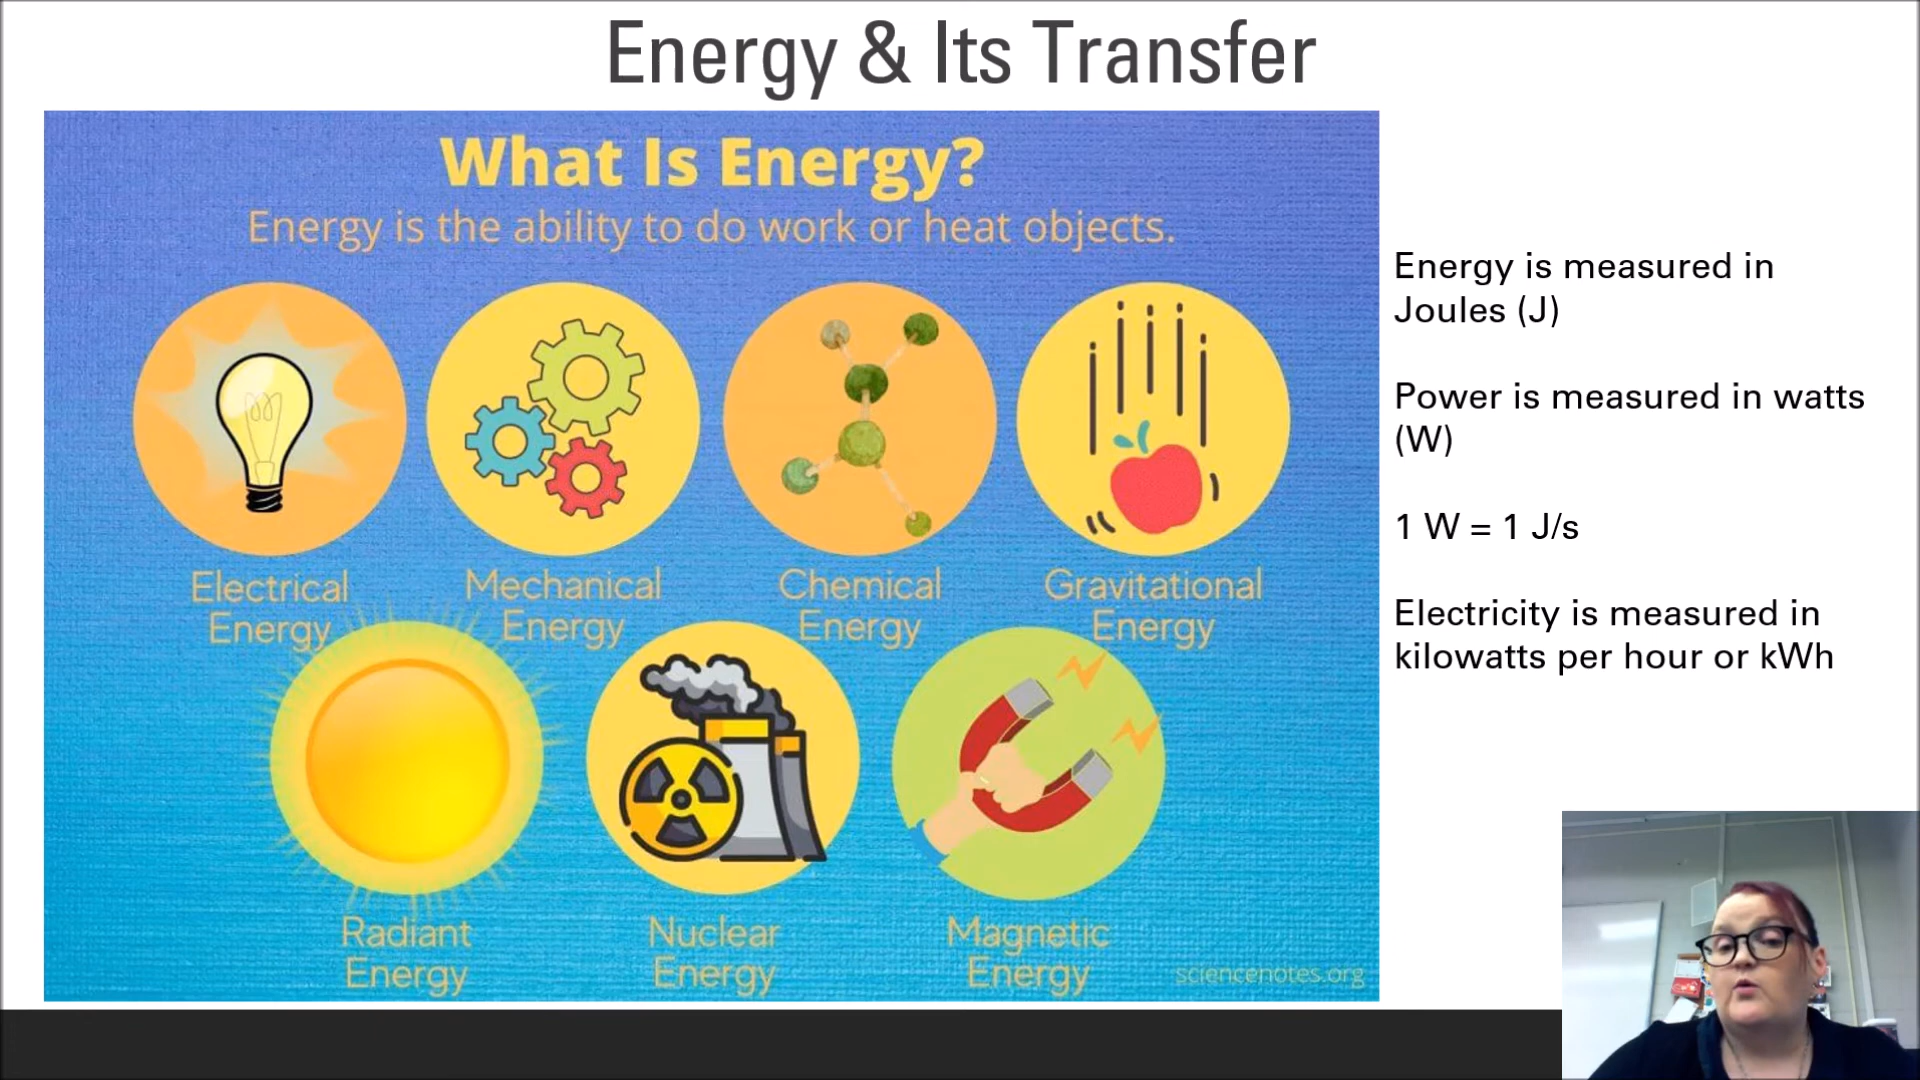 Energy & Its Transfer
What Is Energy?
Energy is the ability to do work or heat objects.
Electrical
Energy
Mechanical
Energy
Chemical
Energy
Gravitational
Energy
Radiant
Energy
Nuclear
Energy
Magnetic
Energy
sciencenotes.org
Energy is measured in
Joules (J)
Power is measured in watts
(W)
1 W = 1 J/s
Electricity is measured in
kilowatts per hour or kWh